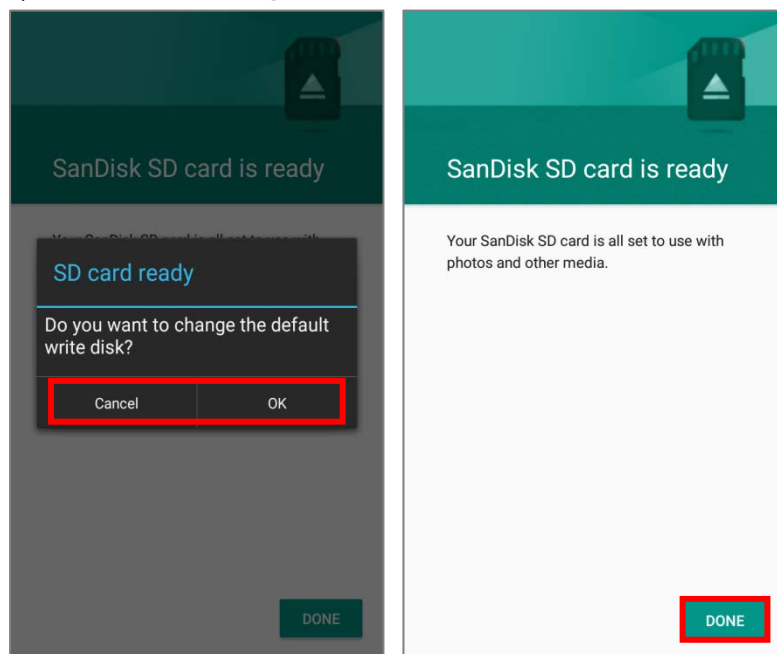 SanDisk SD card is ready
SD card ready
Do you want to change the default
write disk?
Cancel
OK
DONE
SanDisk SD card is ready
Your SanDisk SD card is all set to use with
photos and other media.
DONE